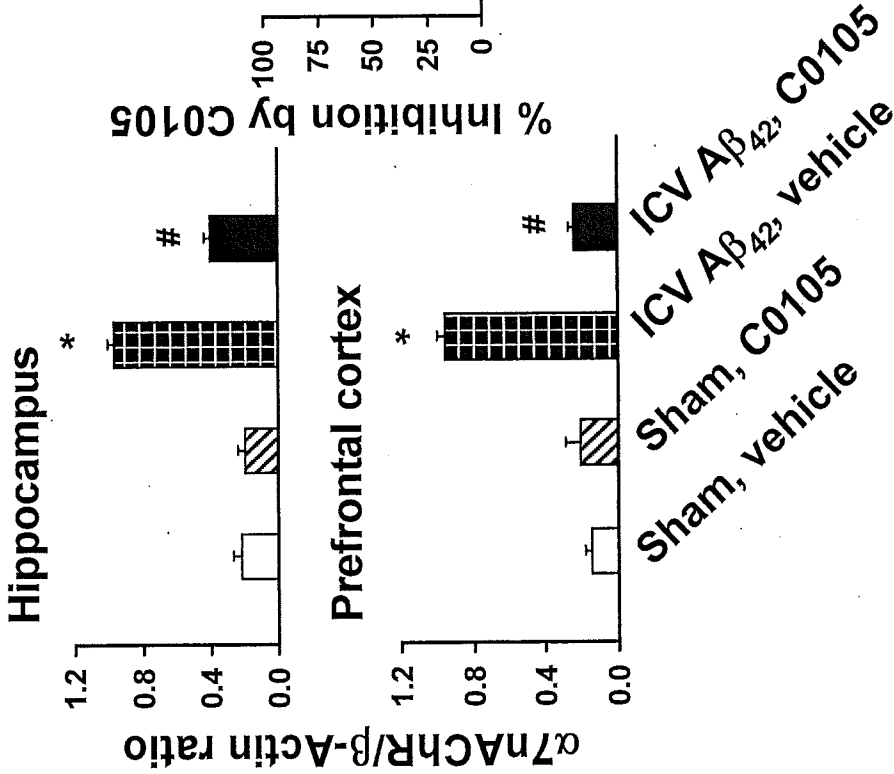 Hippocampus
*
#
1.2
0.8
0.4
0.0
Prefrontal cortex
*
#
1.2
0.8
0.4
0.0
α7nAChR/β-Actin ratio
Sham, vehicle
Sham, C0105
ICV Aβ42, vehicle
ICV Aβ42, C0105
% Inhibition by C0105
100
75
50
25
0